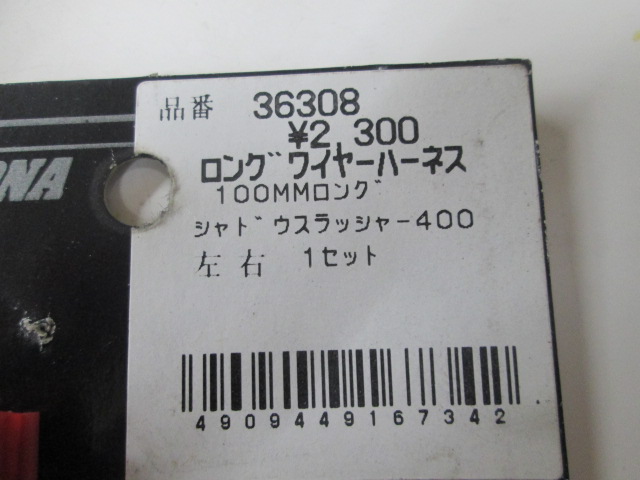 品番 36308
¥2 300
ロングワイヤーハーネス
100MMロング
シャドウスラッシャー400
左右 1セット
4909449167342
ONA